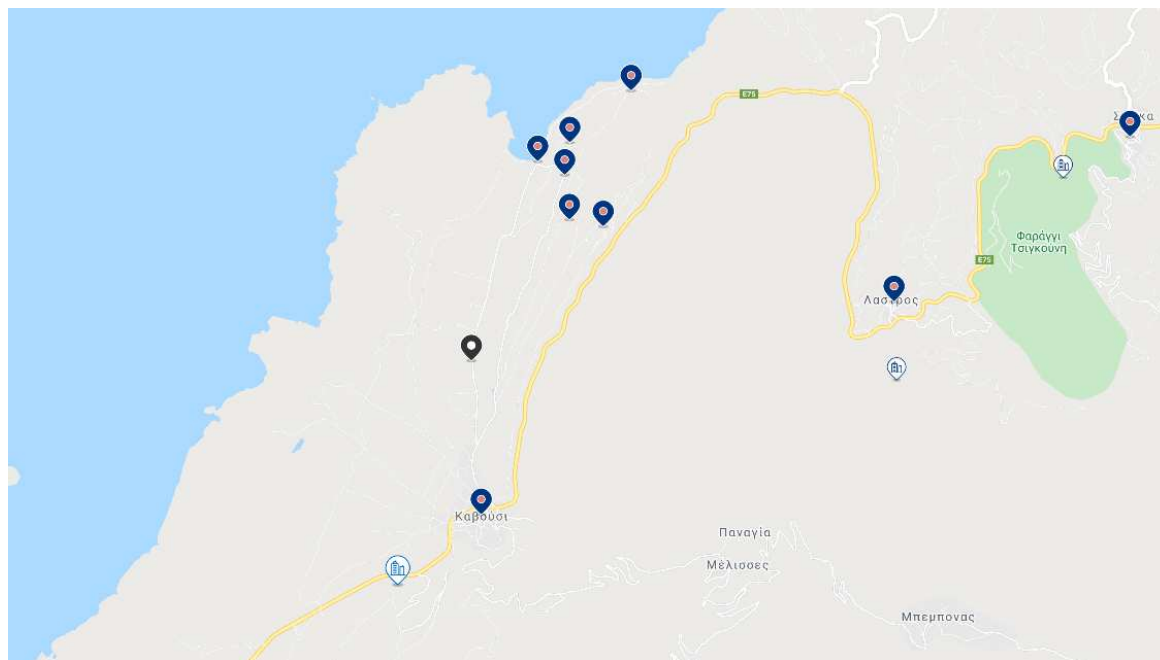 E75
Φαράγγι
Τσιγκούνη
E75
Λαστρος
Καβούσι
Παναγία
Μέλισσες
Μπεμπονας